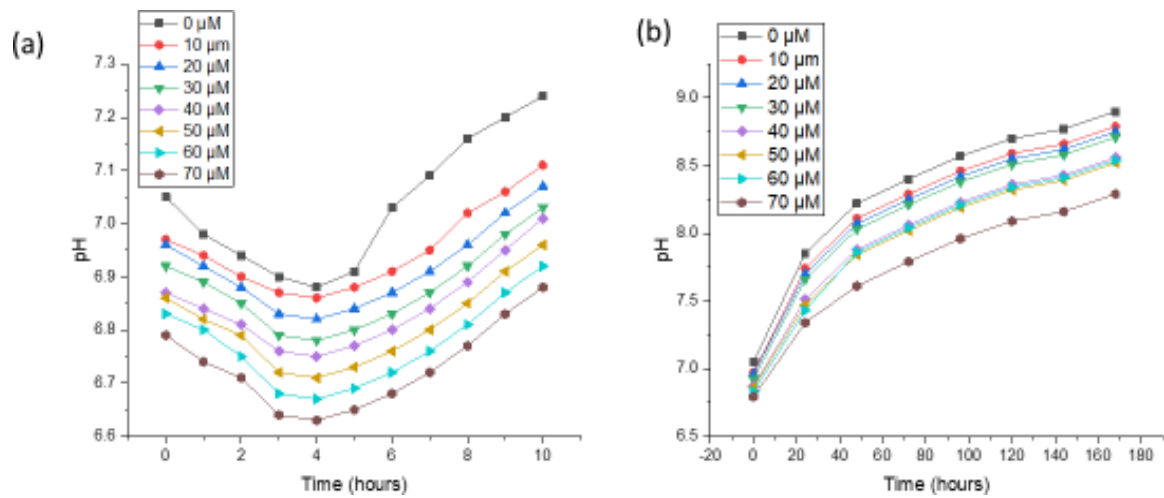 (a)
0 µM
10 µm
20 µM
30 µM
40 µM
50 µM
60 µM
70 µM
7.3
7.2
7.1
7.0
6.9
6.8
6.7
6.6
pH
0 2 4 6 8 10
Time (hours)
(b)
0 µM
10 µm
20 µM
30 µM
40 µM
50 µM
60 µM
70 µM
9.0
8.5
8.0
7.5
7.0
6.5
pH
-20 0 20 40 60 80 100 120 140 160 180
Time (hours)